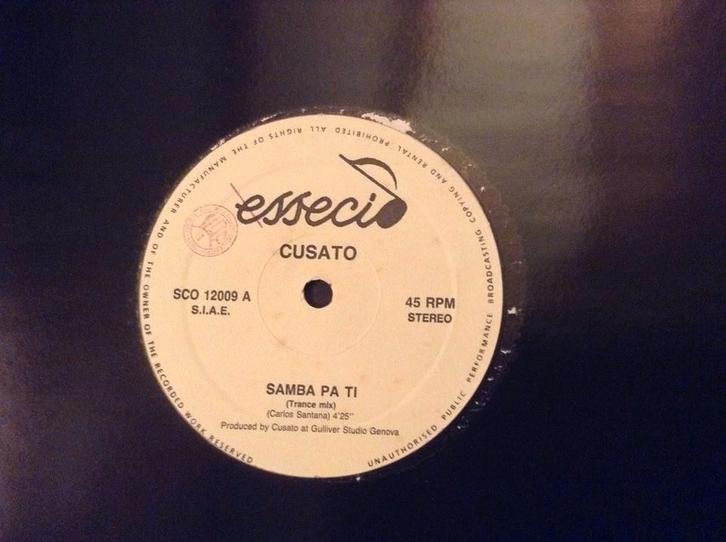 ALL RIGHTS OF THE MANUFACTURER AND OF THE OWNER OF THE RECORDED WORK RESERVED
UNAUTHORISED PUBLIC PERFORMANCE BROADCASTING COPYING AND RENTAL PROHIBITED
esseci
CUSATO
SCO 12009 A
S.I.A.E.
45 RPM
STEREO
SAMBA PA TI
(Trance mix)
(Carlos Santana) 4'25"
Produced by Cusato at Gulliver Studio Genova